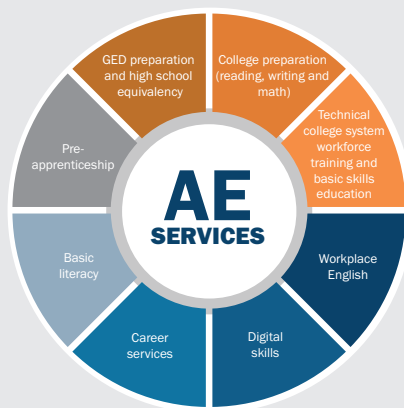 AE
SERVICES
GED preparation
and high school
equivalency
College preparation
(reading, writing and
math)
Technical
college system
workforce
training and
basic skills
education
Workplace
English
Digital
skills
Career
services
Basic
literacy
Pre-
apprenticeship